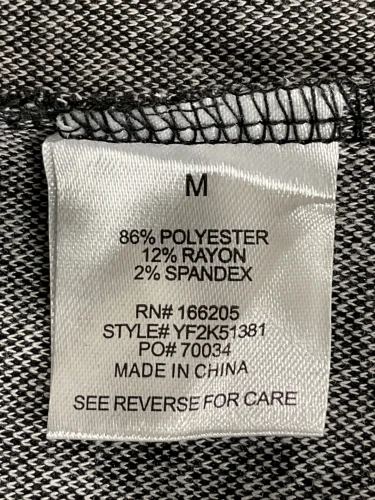 M
86% POLYESTER
12% RAYON
2% SPANDEX
RN# 166205
STYLE# YF2K51381
PO# 70034
MADE IN CHINA
SEE REVERSE FOR CARE